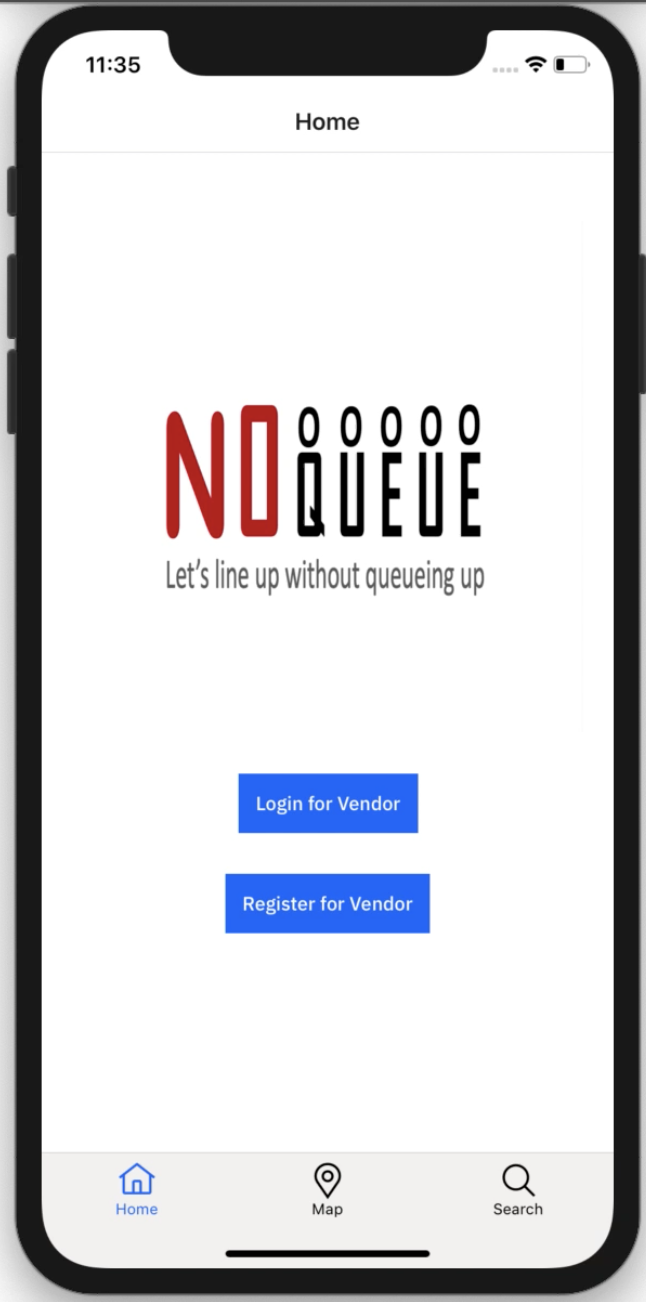 11:35
Home
NO QUEUE
Let's line up without queueing up
Login for Vendor
Register for Vendor
Home
Map
Search